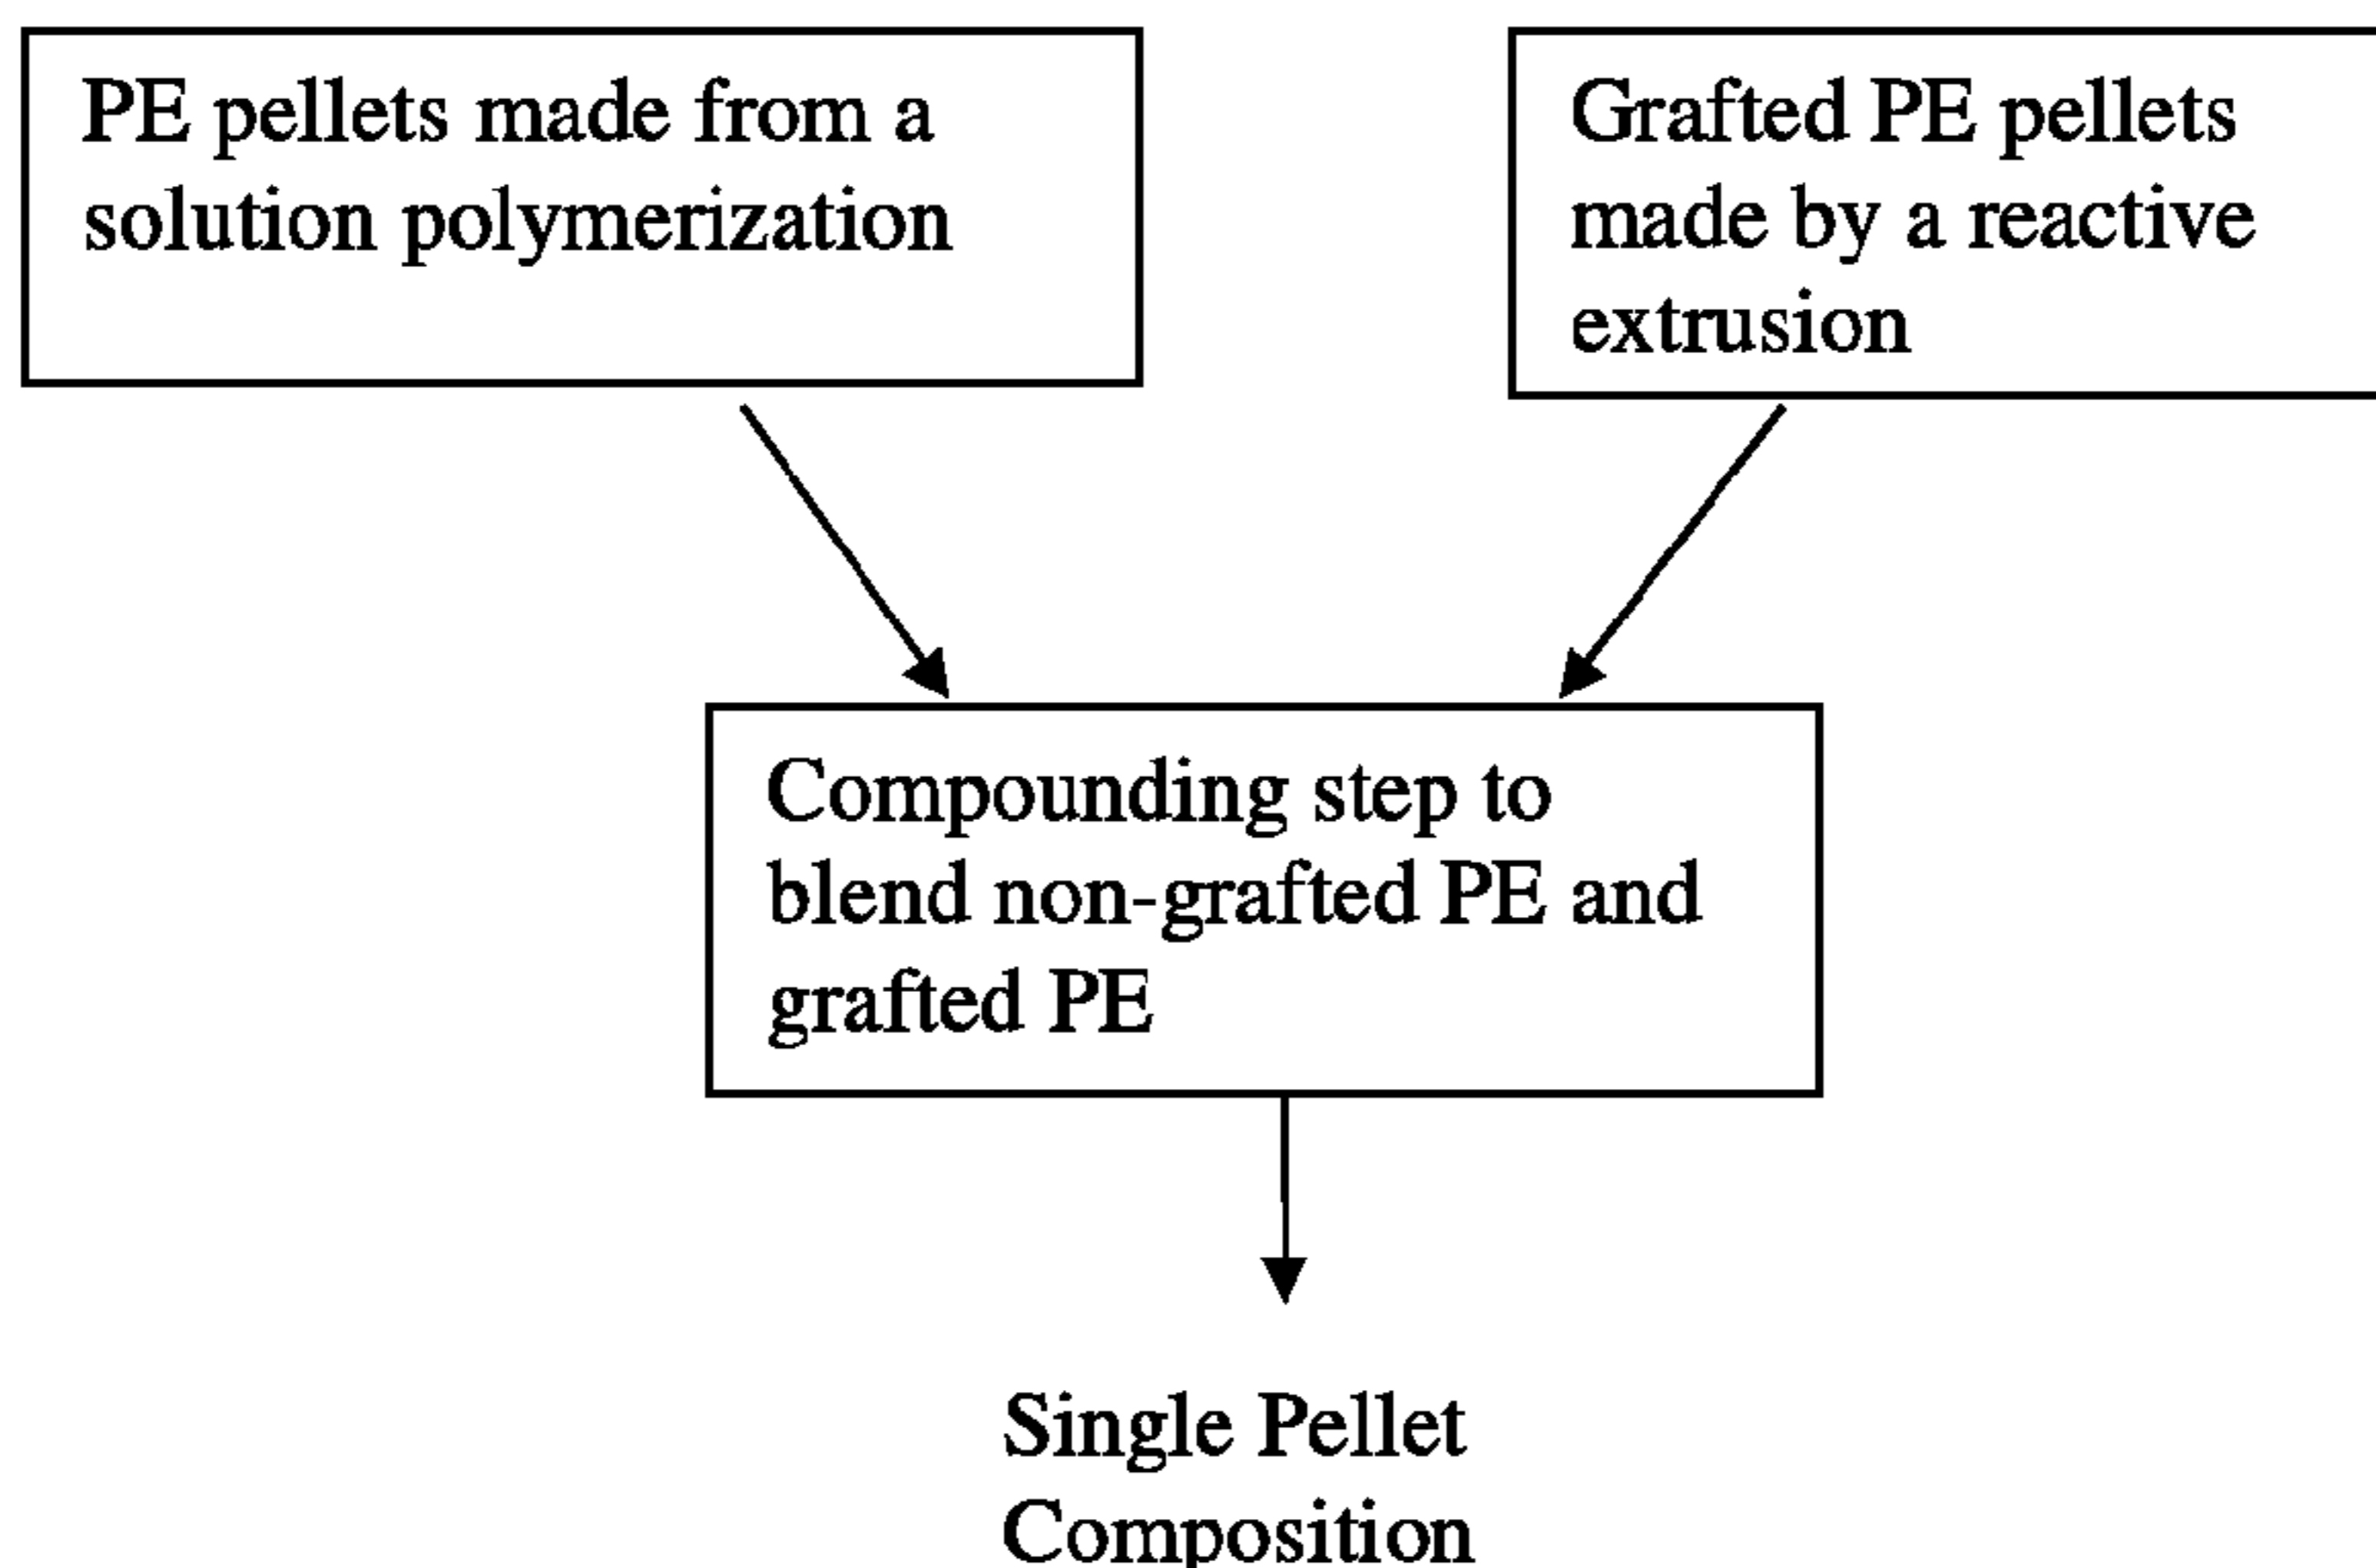 PE pellets made from a
solution polymerization
Grafted PE pellets
made by a reactive
extrusion
Compounding step to
blend non-grafted PE and
grafted PE
Single Pellet
Composition